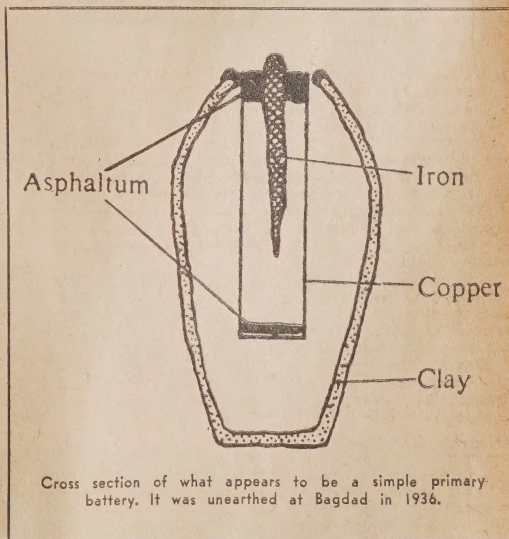 Asphaltum
Iron
Copper
Clay
Cross section of what appears to be a simple primary
battery. It was unearthed at Bagdad in 1936.